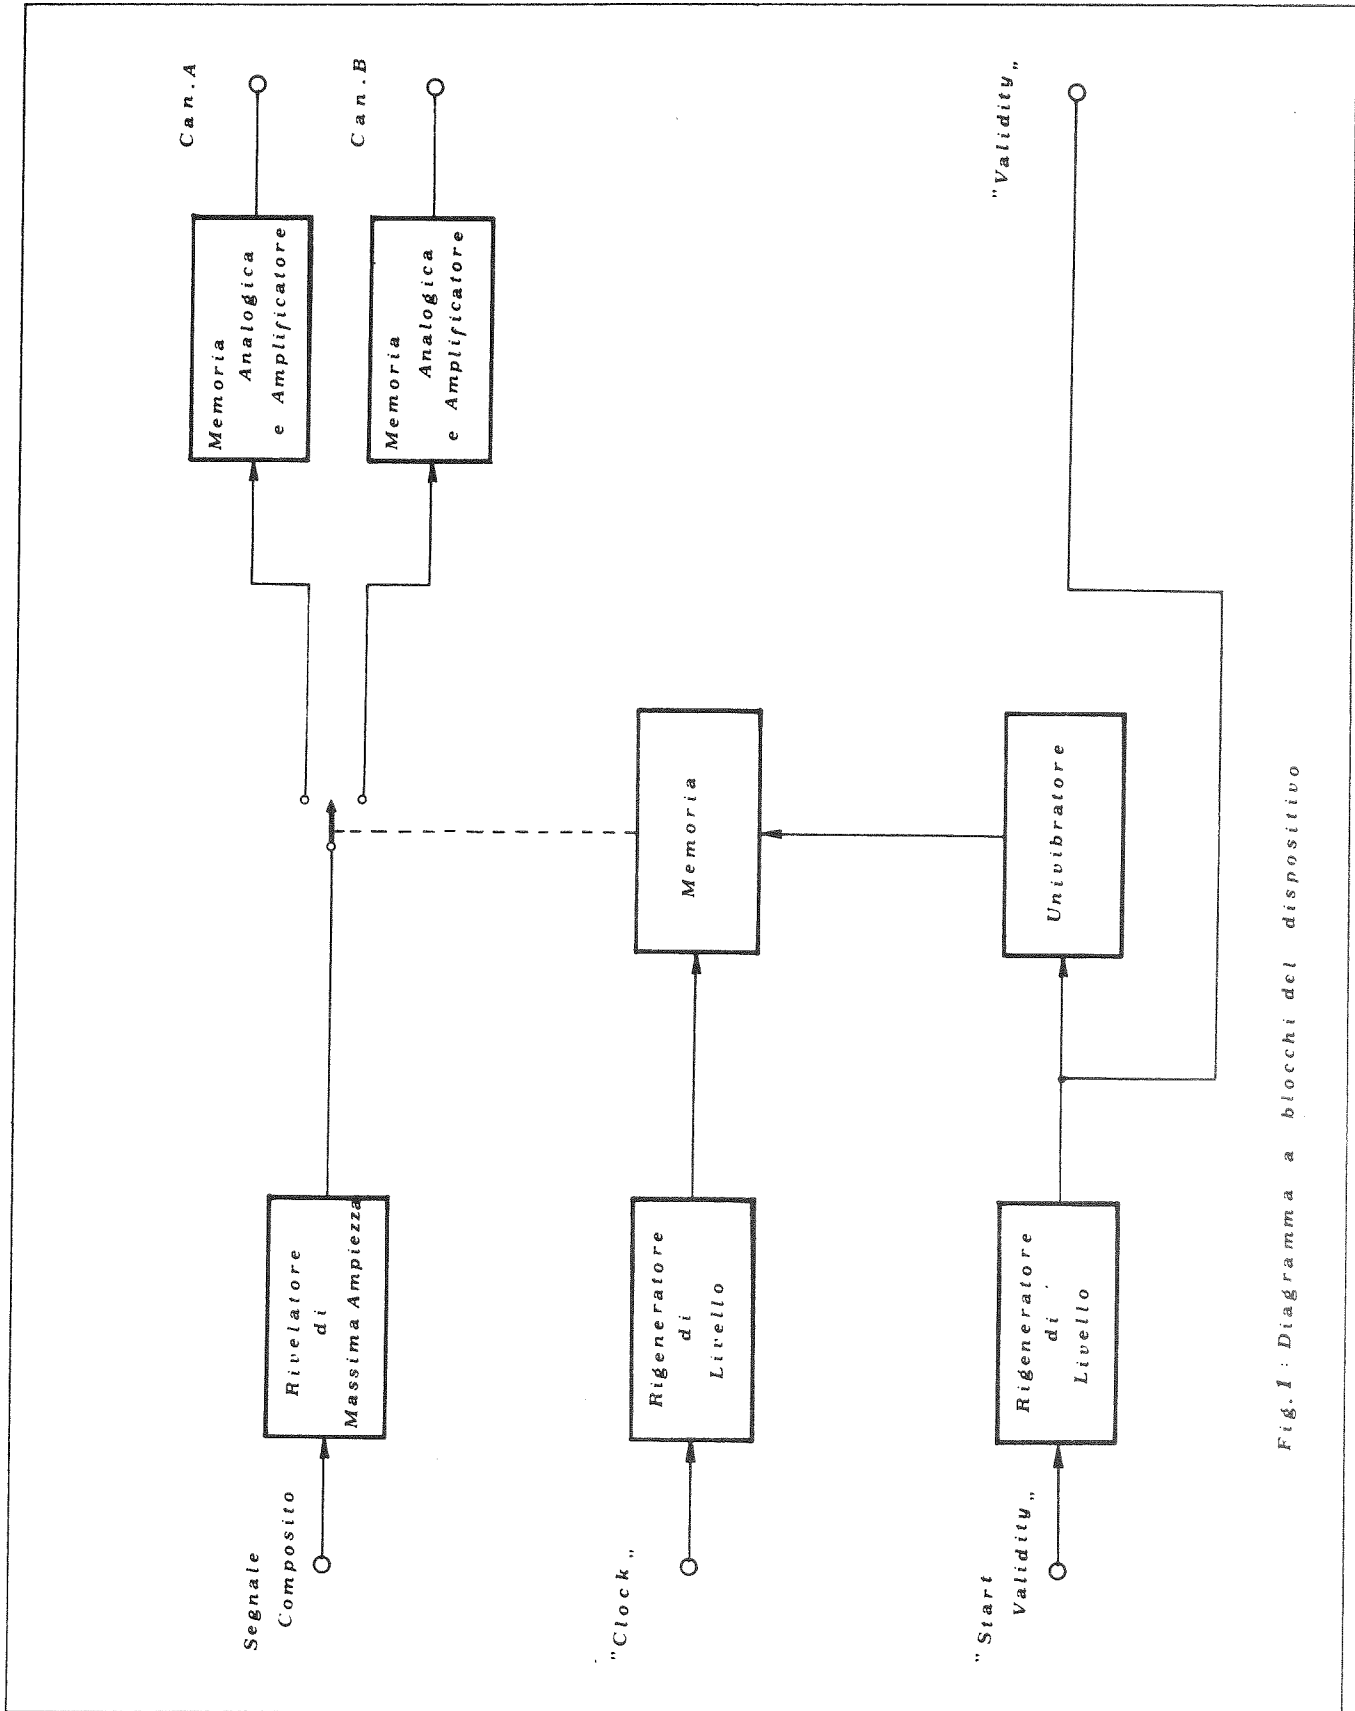 Segnale
Composito
Rivelatore
di
Massima Ampiezza
Memoria
Analogica
e Amplificatore
Can.A
Memoria
Analogica
e Amplificatore
Can.B
"Clock„
Rigeneratore
di
Livello
Memoria
"Start
Validity„
Rigeneratore
di
Livello
Univibratore
"Validity„
Fig.1: Diagramma a blocchi del dispositivo